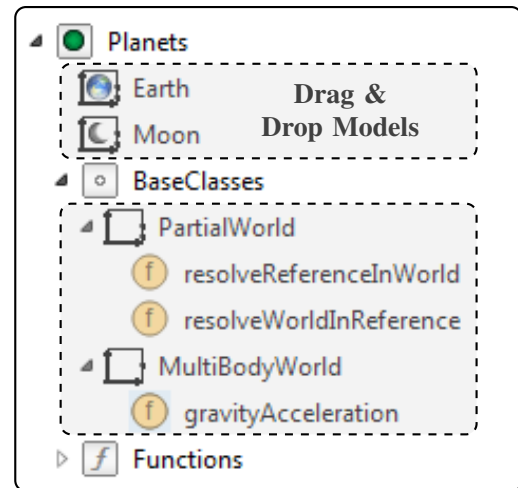 Planets
Earth
Moon
Drag &
Drop Models
BaseClasses
PartialWorld
f resolveReferenceInWorld
f resolveWorldInReference
MultiBodyWorld
f gravityAcceleration
f Functions